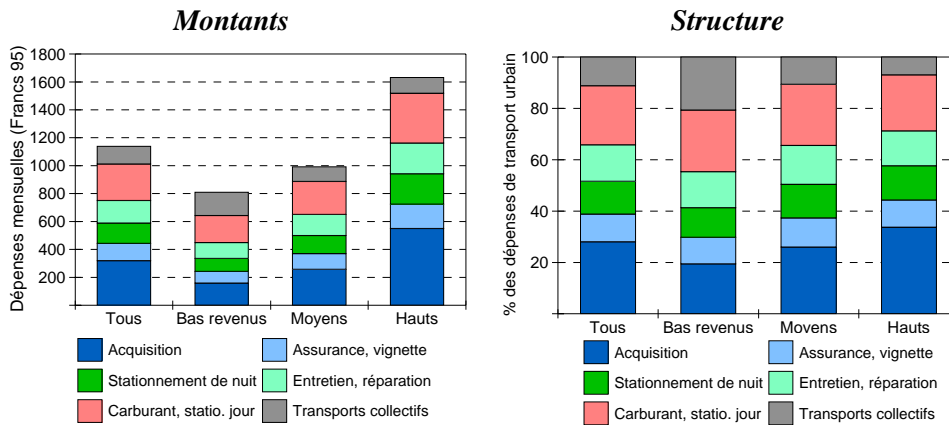 Montants
Dépenses mensuelles (Francs 95)
1800
1600
1400
1200
1000
800
600
400
200
Tous Bas revenus Moyens Hauts
Acquisition Assurance, vignette
Stationnement de nuit Entretien, réparation
Carburant, statio. jour Transports collectifs
Structure
% des dépenses de transport urbain
100
80
60
40
20
Tous Bas revenus Movens Hauts
Acquisition Assurance, vignette
Stationnement de nuit Entretien, réparation
Carburant, statio. jour Transports collectifs